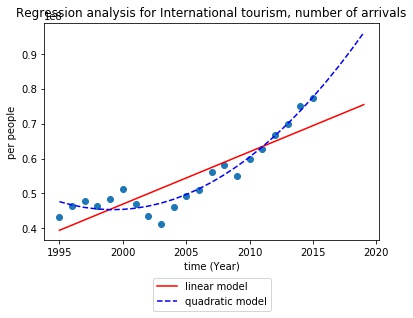 Regression analysis for International tourism, number of arrivals
1e8
0.9
0.8
0.7
0.6
0.5
0.4
per people
1995 2000 2005 2010 2015 2020
time (Year)
linear model
quadratic model